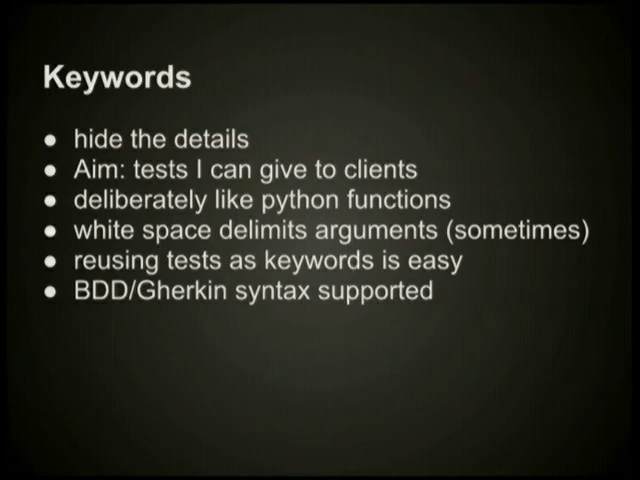 Keywords
● hide the details
● Aim: tests I can give to clients
● deliberately like python functions
● white space delimits arguments (sometimes)
● reusing tests as keywords is easy
● BDD/Gherkin syntax supported